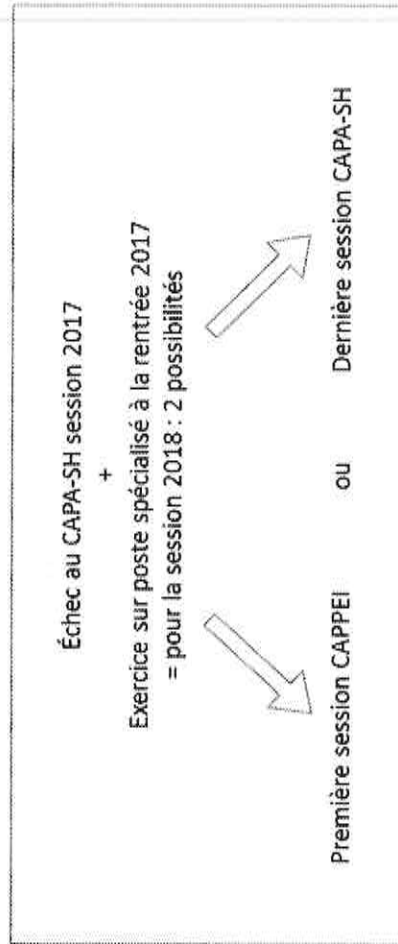 Échec au CAPA-SH session 2017
+
Exercice sur poste spécialisé à la rentrée 2017
= pour la session 2018 : 2 possibilités
Première session CAPPEI ou Dernière session CAPA-SH